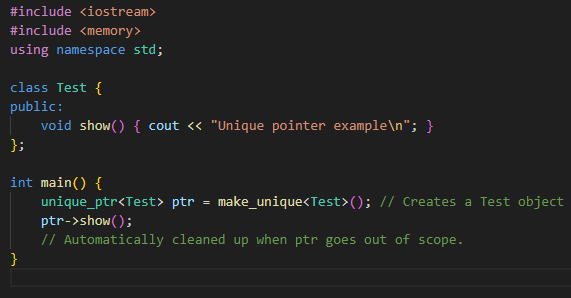 #include <iostream>
#include <memory>
using namespace std;

class Test {
public:
    void show() { cout << "Unique pointer example\n"; }
};

int main() {
    unique_ptr<Test> ptr = make_unique<Test>(); // Creates a Test object
    ptr->show();
    // Automatically cleaned up when ptr goes out of scope.
}